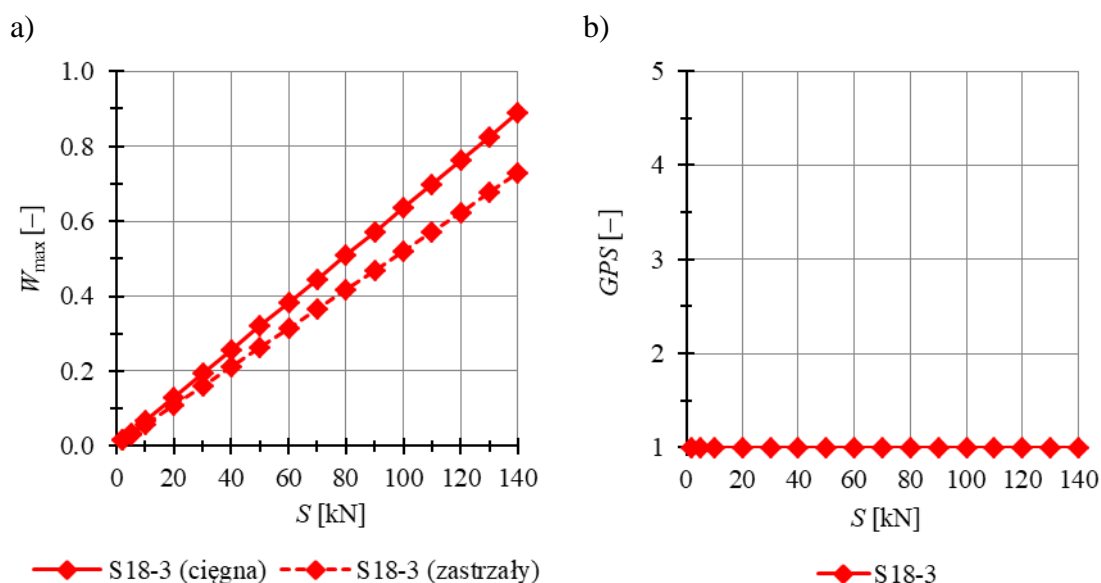 a)
1.0
0.8
0.6
0.4
0.2
0.0
W_max [−]
0 20 40 60 80 100 120 140
S [kN]
S18-3 (cięgna) S18-3 (zastrzały)
b)
5
4
3
2
1
GPS [−]
0 20 40 60 80 100 120 140
S [kN]
S18-3